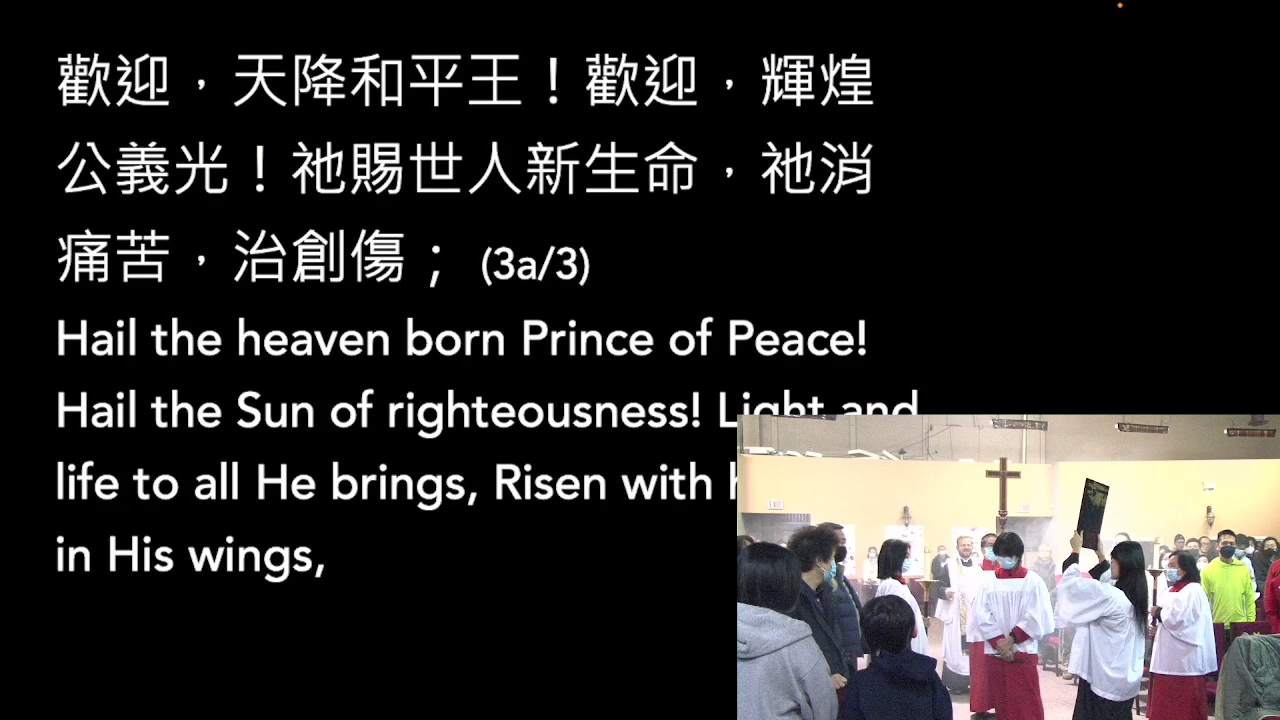 歡迎，天降和平王！歡迎，輝煌
公義光！祂賜世人新生命，祂消
痛苦，治創傷； (3a/3)
Hail the heaven born Prince of Peace!
Hail the Sun of righteousness! Light and
life to all He brings, Risen with
in His wings,